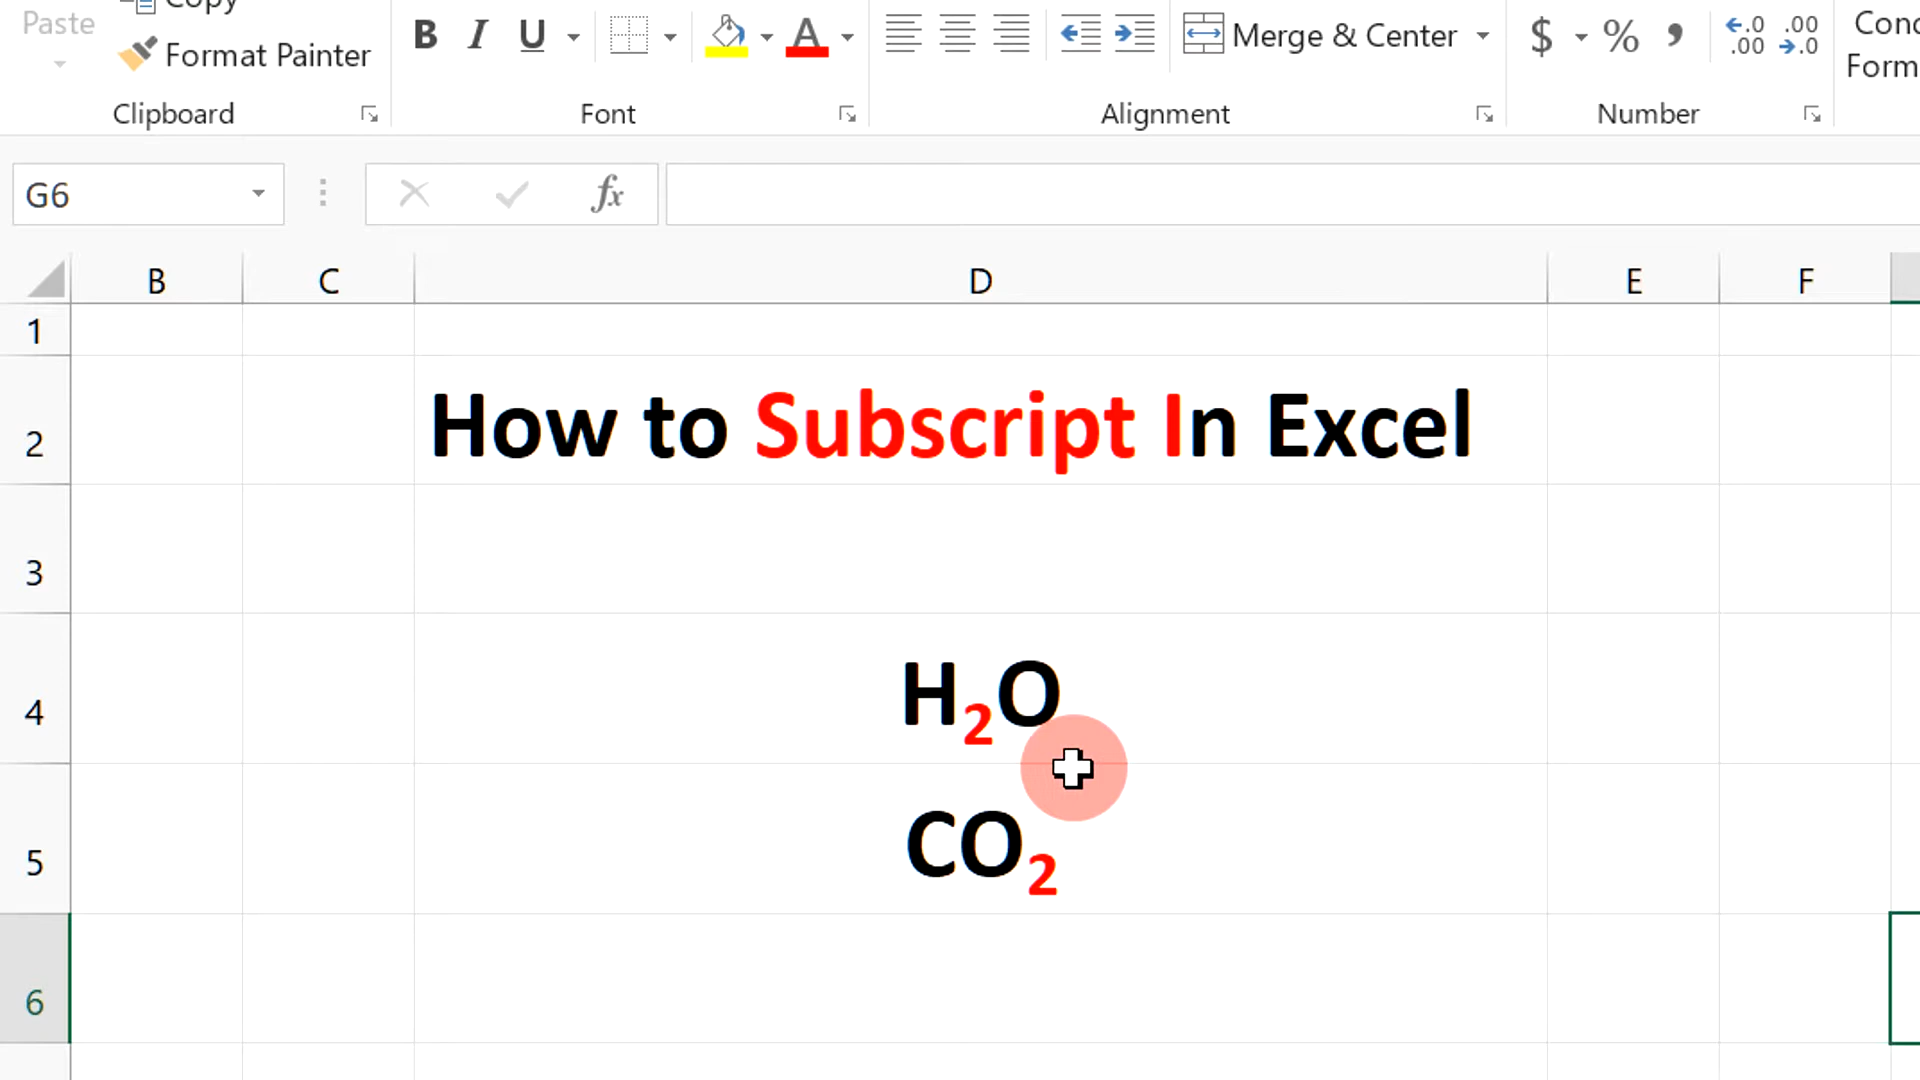 Copy
Paste
Format Painter
B I U A
Merge & Center
$ % ,
.0 .00
.00 .0
Clipboard
Font
Alignment
Number
G6
fx
B C D E F
1
2 How to Subscript In Excel
3
4 H₂O
5 CO₂
6